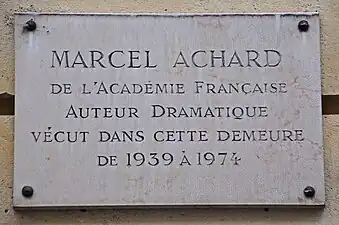 MARCEL ACHARD
DE L'ACADÉMIE FRANÇAISE
AUTEUR DRAMATIQUE
VÉCUT DANS CETTE DEMEURE
DE 1939 À 1974